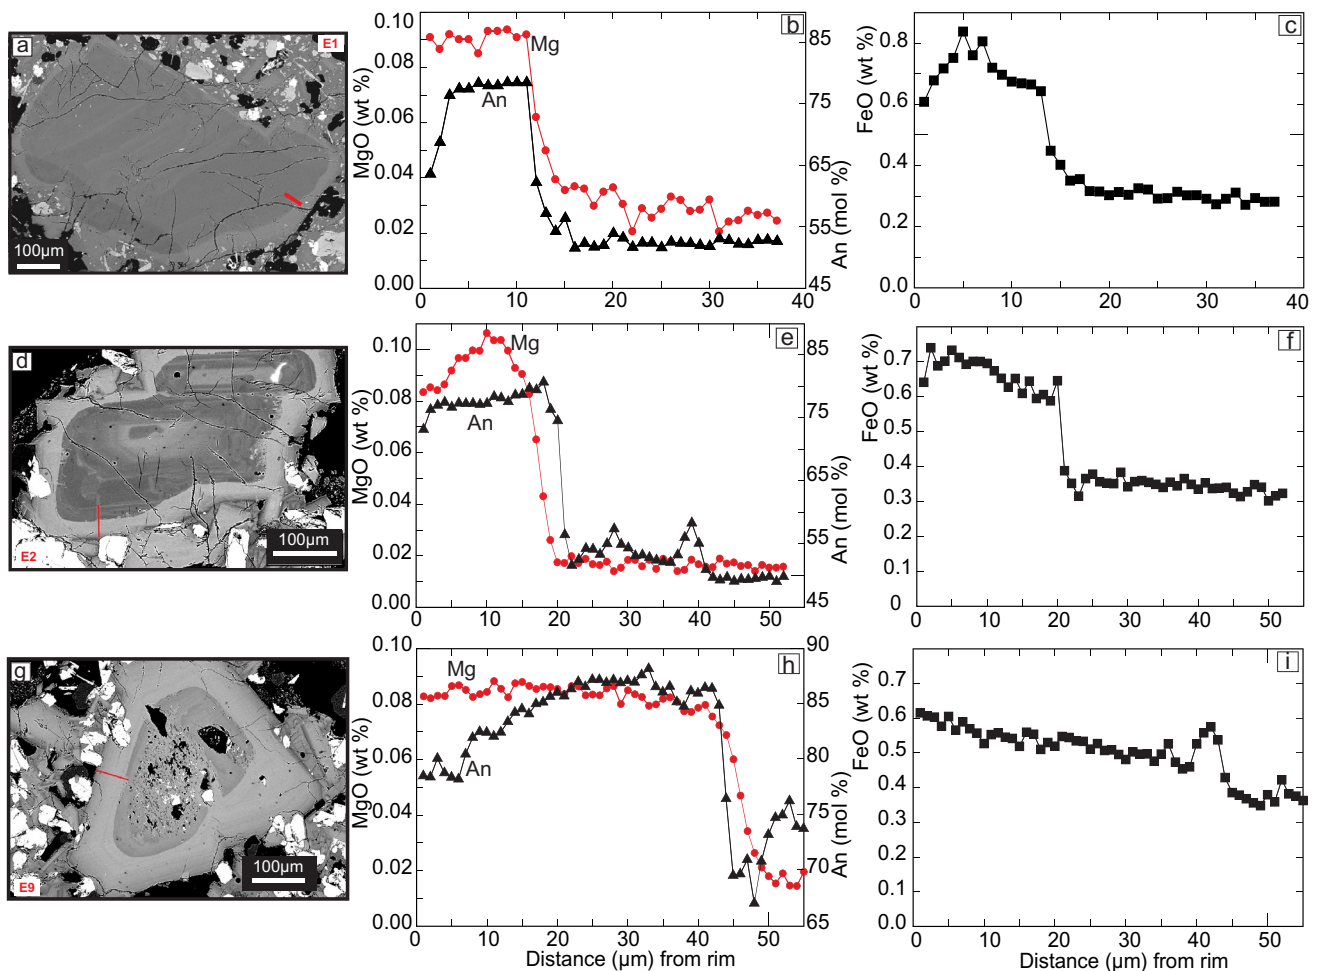 a
E1
100µm
0.10
0.08
0.06
0.04
0.02
0.00
MgO (wt %)
b
Mg
An
85
75
65
55
45
An (mol %)
0
10
20
30
40
c
0.8
0.6
0.4
0.2
0.0
FeO (wt %)
0
10
20
30
40
d
E2
100µm
0.10
0.08
0.06
0.04
0.02
0.00
MgO (wt %)
e
Mg
An
85
75
65
55
45
An (mol %)
0
10
20
30
40
50
f
0.7
0.6
0.5
0.4
0.3
0.2
0.1
0
FeO (wt %)
0
10
20
30
40
50
g
E9
100µm
0.10
0.08
0.06
0.04
0.02
0.00
MgO (wt %)
h
Mg
An
90
85
80
75
70
65
An (mol %)
0
10
20
30
40
50
Distance (µm) from rim
i
0.7
0.6
0.5
0.4
0.3
0.2
0.1
0.0
FeO (wt %)
0
10
20
30
40
50
Distance (µm) from rim